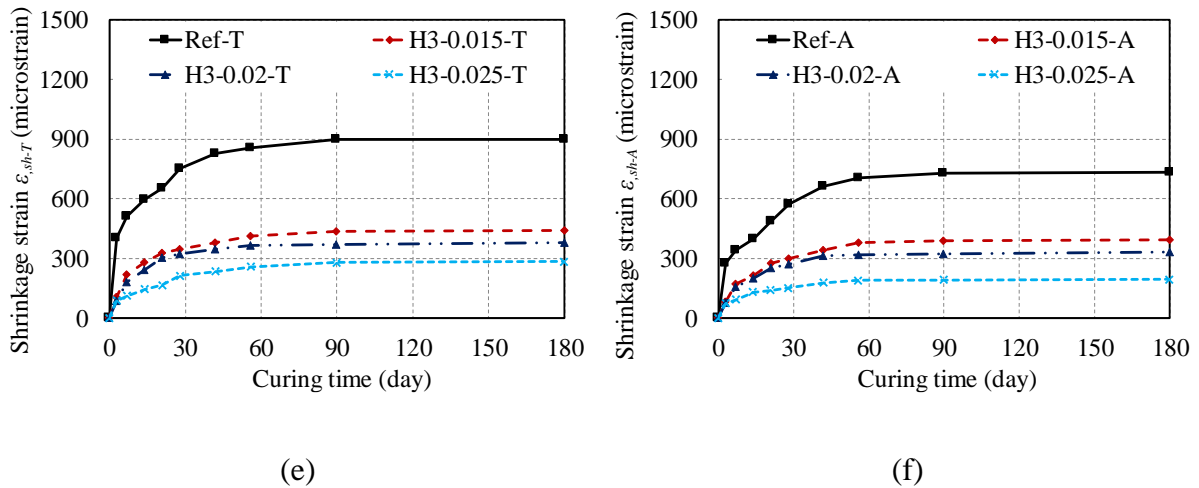 Shrinkage strain ε,sh-T (microstrain)
1500
1200
900
600
300
0
Ref-T
H3-0.015-T
H3-0.02-T
H3-0.025-T
0 30 60 90 120 150 180
Curing time (day)
(e)
Shrinkage strain ε,sh-A (microstrain)
1500
1200
900
600
300
0
Ref-A
H3-0.015-A
H3-0.02-A
H3-0.025-A
0 30 60 90 120 150 180
Curing time (day)
(f)